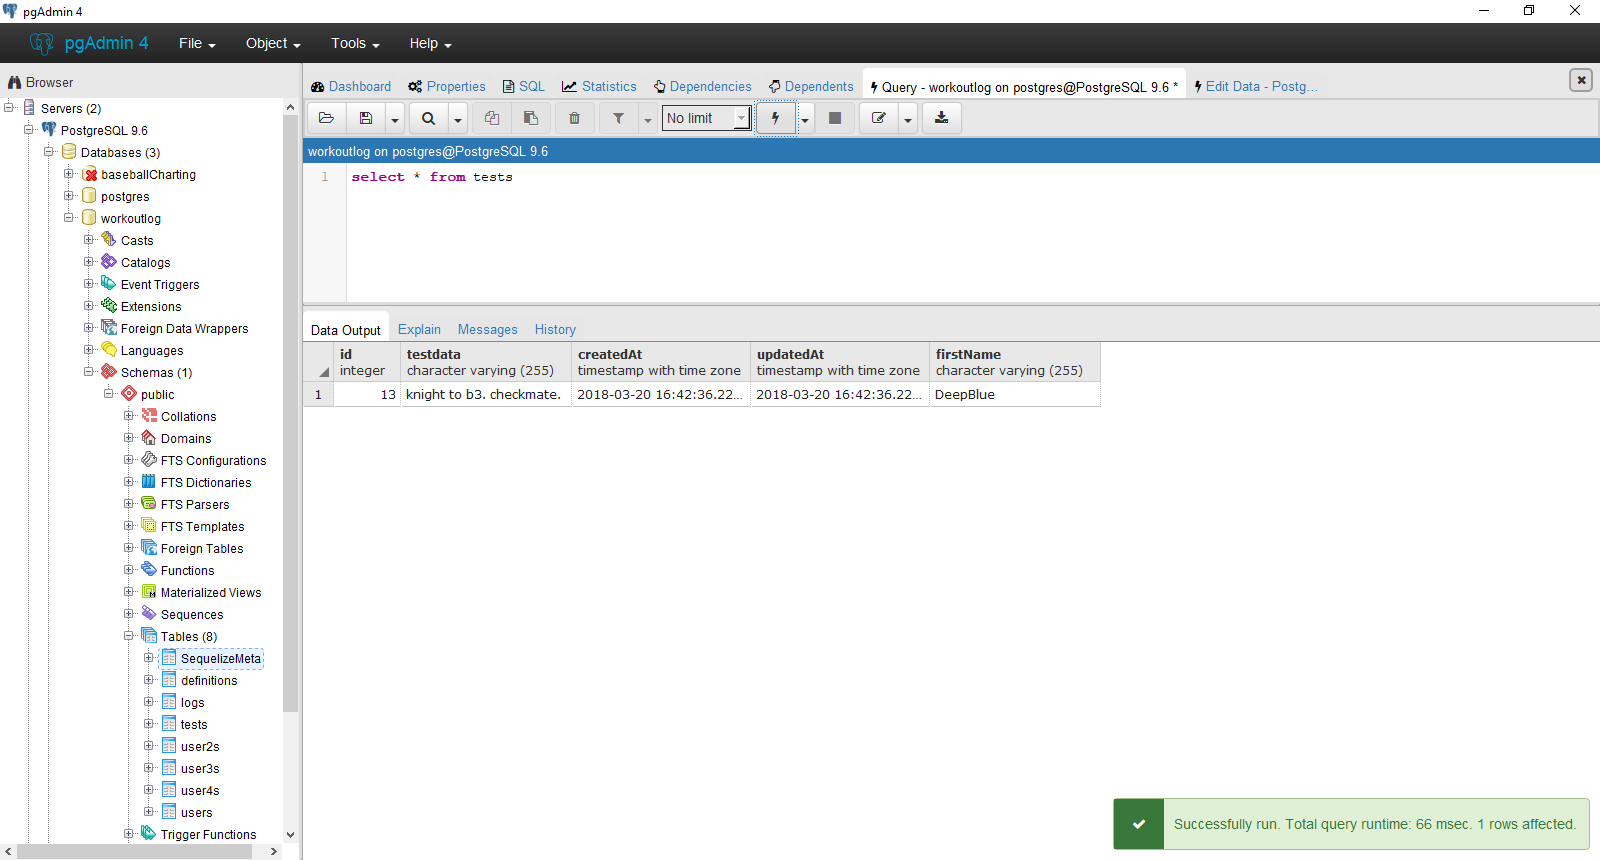 pgAdmin 4
pgAdmin 4 File Object Tools Help
Browser
Servers (2)
PostgreSQL 9.6
Databases (3)
baseballCharting
postgres
workoutlog
Casts
Catalogs
Event Triggers
Extensions
Foreign Data Wrappers
Languages
Schemas (1)
public
Collations
Domains
FTS Configurations
FTS Dictionaries
FTS Parsers
FTS Templates
Foreign Tables
Functions
Materialized Views
Sequences
Tables (8)
SequelizeMeta
definitions
logs
tests
user2s
user3s
user4s
users
Trigger Functions
Dashboard Properties SQL Statistics Dependencies Dependents Query - workoutlog on postgres@PostgreSQL 9.6 * Edit Data - Postg...
No limit
workoutlog on postgres@PostgreSQL 9.6
1 select * from tests
Data Output Explain Messages History
id testdata createdAt updatedAt firstName
integer character varying (255) timestamp with time zone timestamp with time zone character varying (255)
1 13 knight to b3. checkmate. 2018-03-20 16:42:36.22... 2018-03-20 16:42:36.22... DeepBlue
Successfully run. Total query runtime: 66 msec. 1 rows affected.